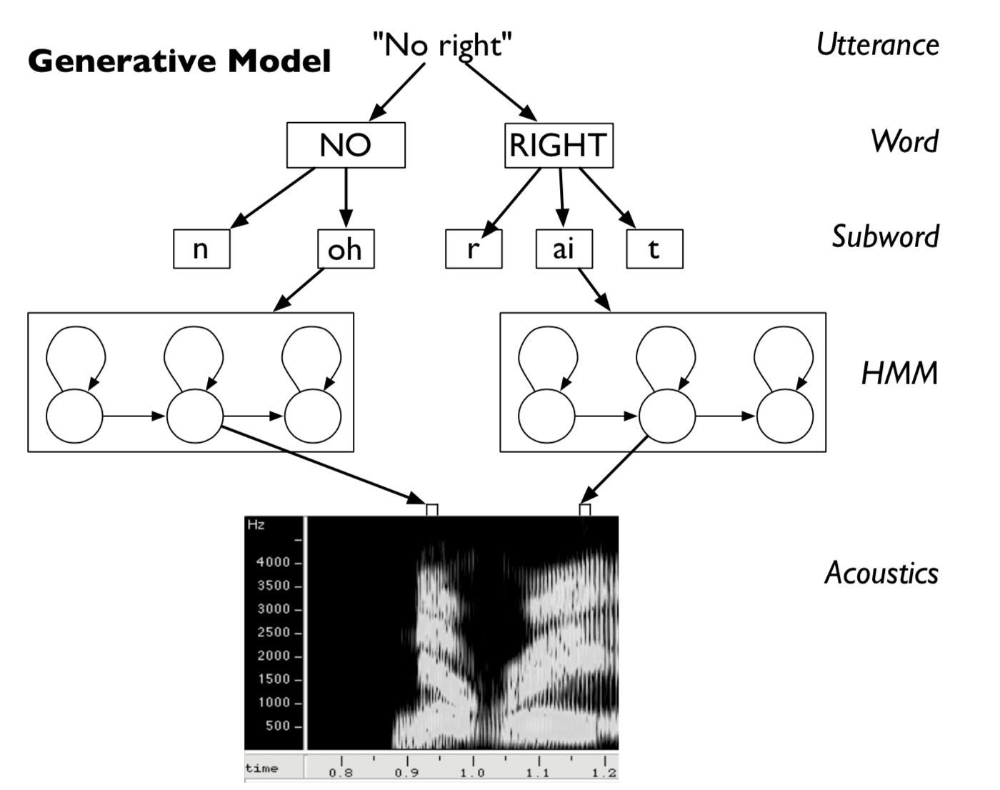 Generative Model
"No right"
Utterance
NO
RIGHT
Word
n
oh
r
ai
t
Subword
HMM
Hz
4000
3500
3000
2500
2000
1500
1000
500
Acoustics
time
0.8
0.9
1.0
1.1
1.2